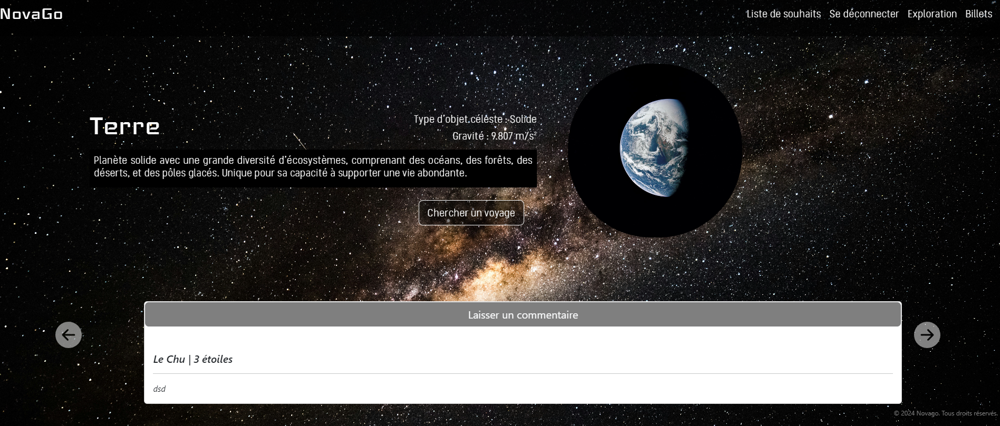 NovaGo
Liste de souhaits Se déconnecter Exploration Billets
Terre
Type d'objet céleste : Solide
Gravité : 9.807 m/s²
Planète solide avec une grande diversité d'écosystèmes, comprenant des océans, des forêts, des
déserts, et des pôles glacés. Unique pour sa capacité à supporter une vie abondante.
Chercher un voyage
Laisser un commentaire
Le Chu | 3 étoiles
dsd
© 2024 Novago. Tous droits réservés.